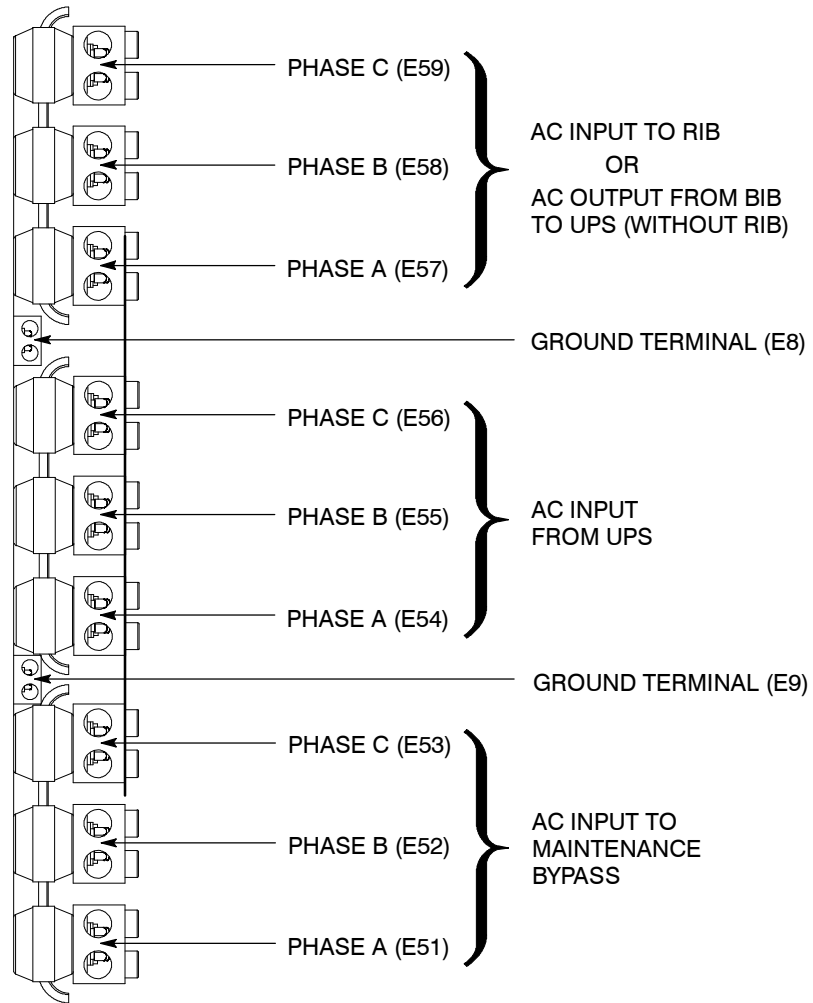 PHASE C (E59)
PHASE B (E58)
PHASE A (E57)
AC INPUT TO RIB
OR
AC OUTPUT FROM BIB
TO UPS (WITHOUT RIB)
GROUND TERMINAL (E8)
PHASE C (E56)
PHASE B (E55)
PHASE A (E54)
AC INPUT
FROM UPS
GROUND TERMINAL (E9)
PHASE C (E53)
PHASE B (E52)
PHASE A (E51)
AC INPUT TO
MAINTENANCE
BYPASS